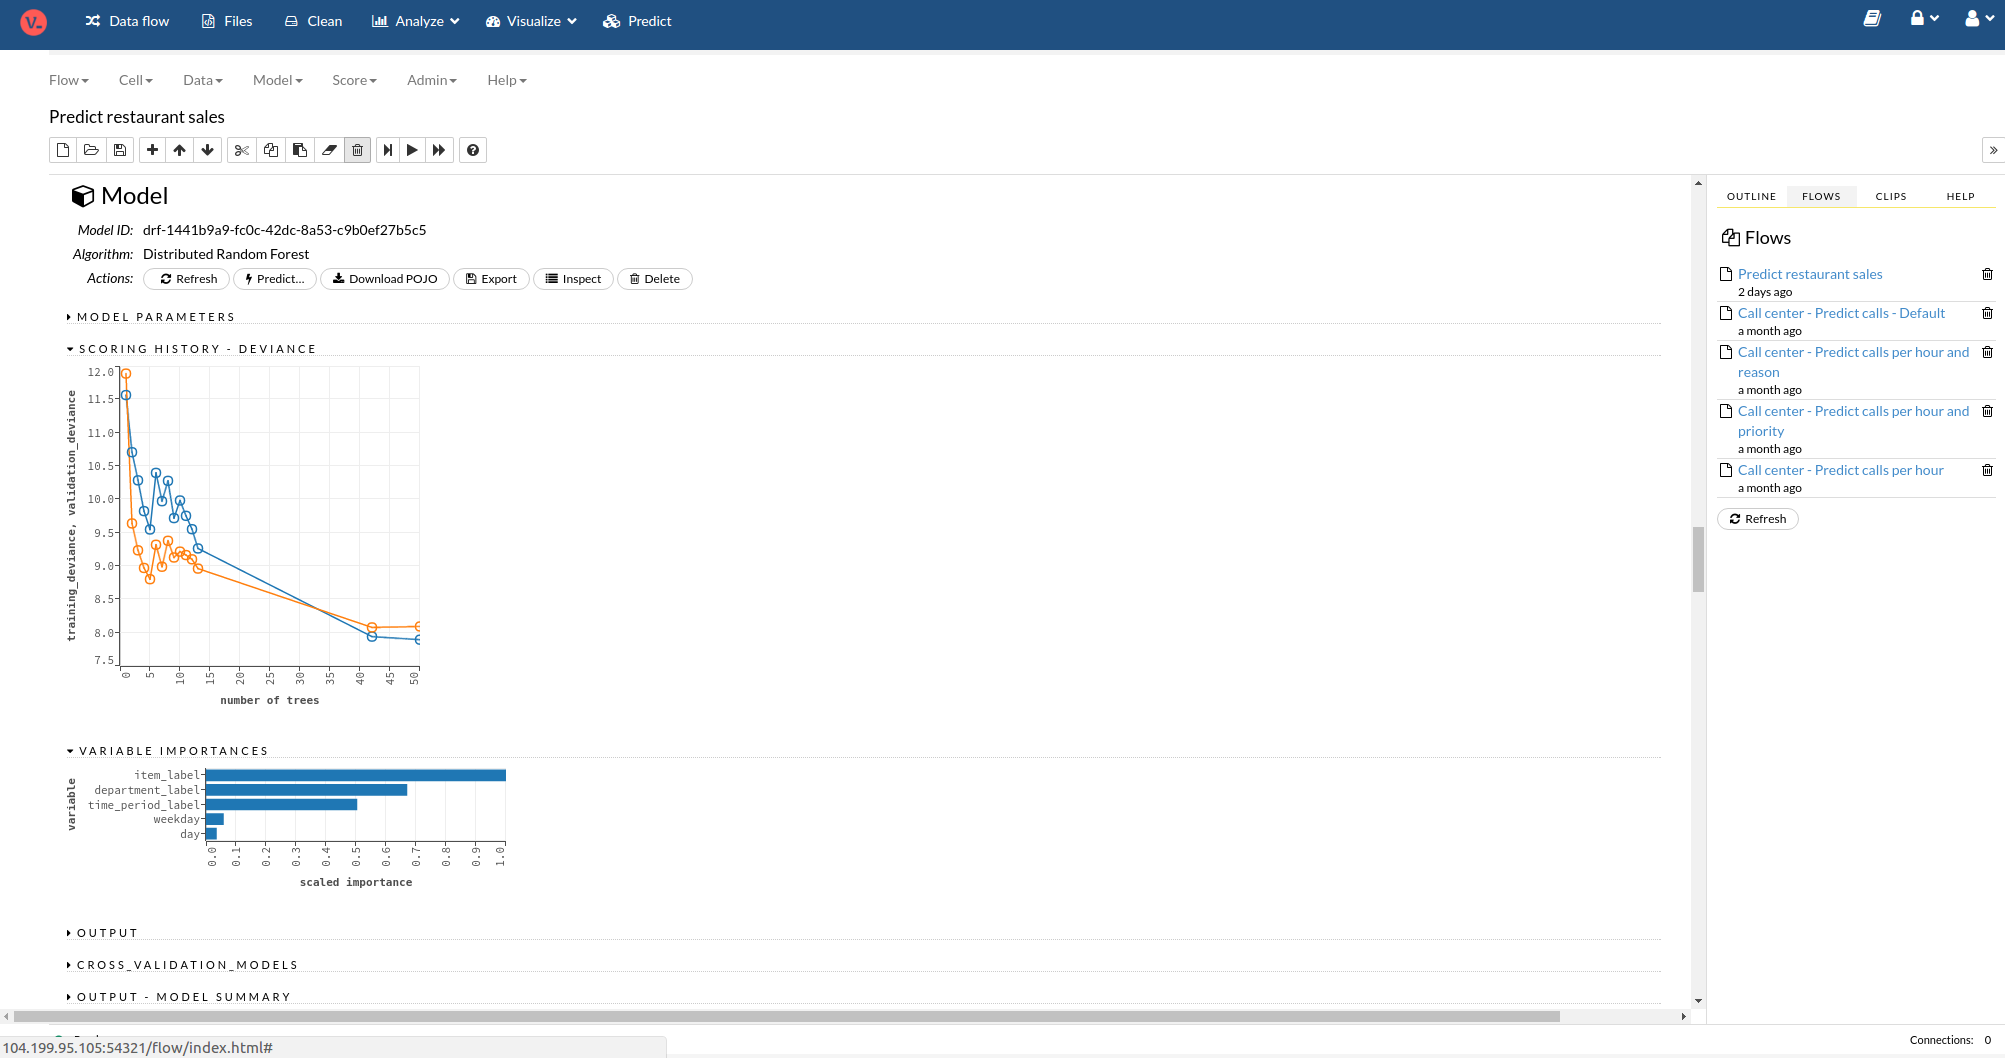 V_ Data flow Files Clean Analyze Visualize Predict
Flow Cell Data Model Score Admin Help
Predict restaurant sales
Model
Model ID: drf-1441b9a9-fc0c-42dc-8a53-c9b0ef27b5c5
Algorithm: Distributed Random Forest
Actions: Refresh Predict... Download POJO Export Inspect Delete
MODEL PARAMETERS
SCORING HISTORY - DEVIANCE
training_deviance, validation_deviance
12.0
11.5
11.0
10.5
10.0
9.5
9.0
8.5
8.0
7.5
0 5 10 15 20 25 30 35 40 45 50
number of trees
VARIABLE IMPORTANCES
variable
item_label
department_label
time_period_label
weekday
day
0.0 0.1 0.2 0.3 0.4 0.5 0.6 0.7 0.8 0.9 1.0
scaled importance
OUTPUT
CROSS_VALIDATION_MODELS
OUTPUT - MODEL SUMMARY
OUTLINE FLOWS CLIPS HELP
Flows
Predict restaurant sales
2 days ago
Call center - Predict calls - Default
a month ago
Call center - Predict calls per hour and
reason
a month ago
Call center - Predict calls per hour and
priority
a month ago
Call center - Predict calls per hour
a month ago
Refresh
104.199.95.105:54321/flow/index.html#
Connections: 0